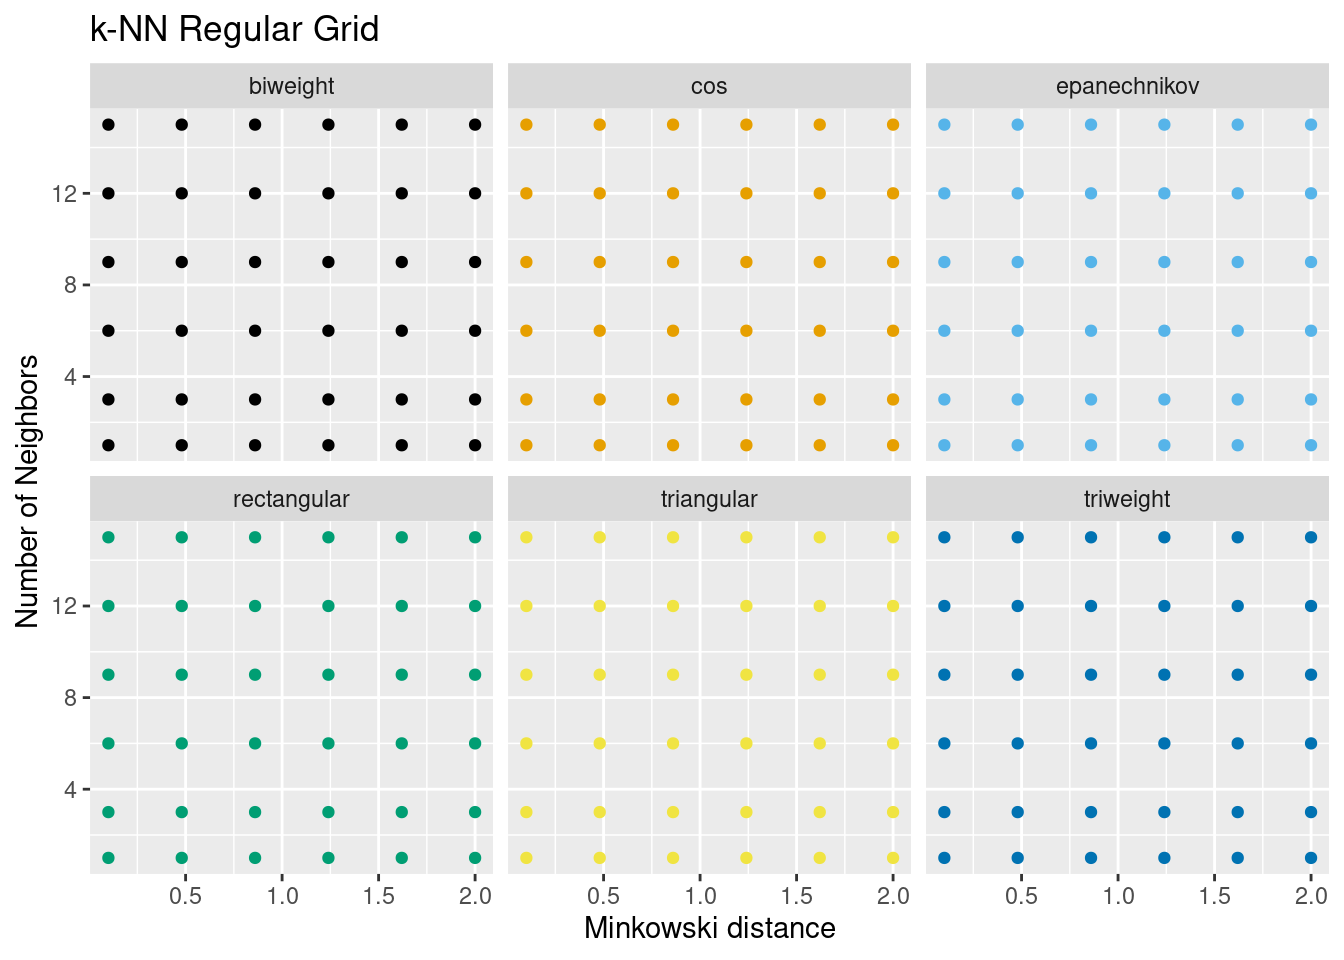 k-NN Regular Grid
biweight cos epanechnikov
12
8
4
rectangular triangular triweight
12
8
4
0.5 1.0 1.5 2.0 0.5 1.0 1.5 2.0 0.5 1.0 1.5 2.0
Minkowski distance
Number of Neighbors